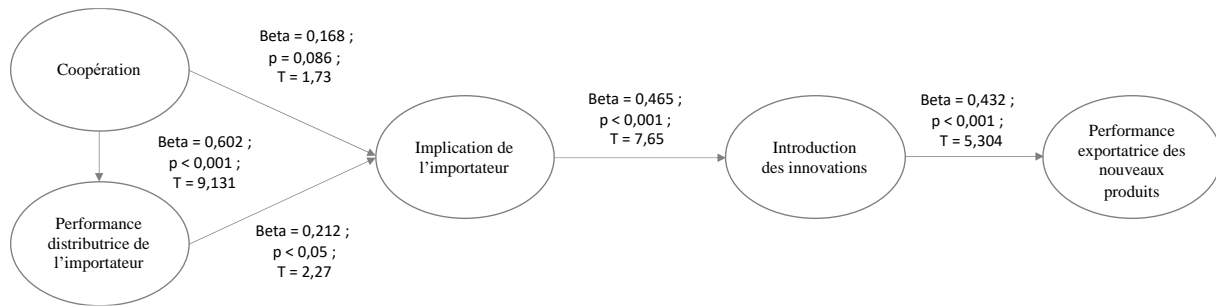 Coopération
Beta = 0,168 ;
p = 0,086 ;
T = 1,73
Beta = 0,602 ;
p < 0,001 ;
T = 9,131
Performance
distributrice de
l’importateur
Beta = 0,212 ;
p < 0,05 ;
T = 2,27
Implication de
l’importateur
Beta = 0,465 ;
p < 0,001 ;
T = 7,65
Introduction
des innovations
Beta = 0,432 ;
p < 0,001 ;
T = 5,304
Performance
exportatrice des
nouveaux
produits